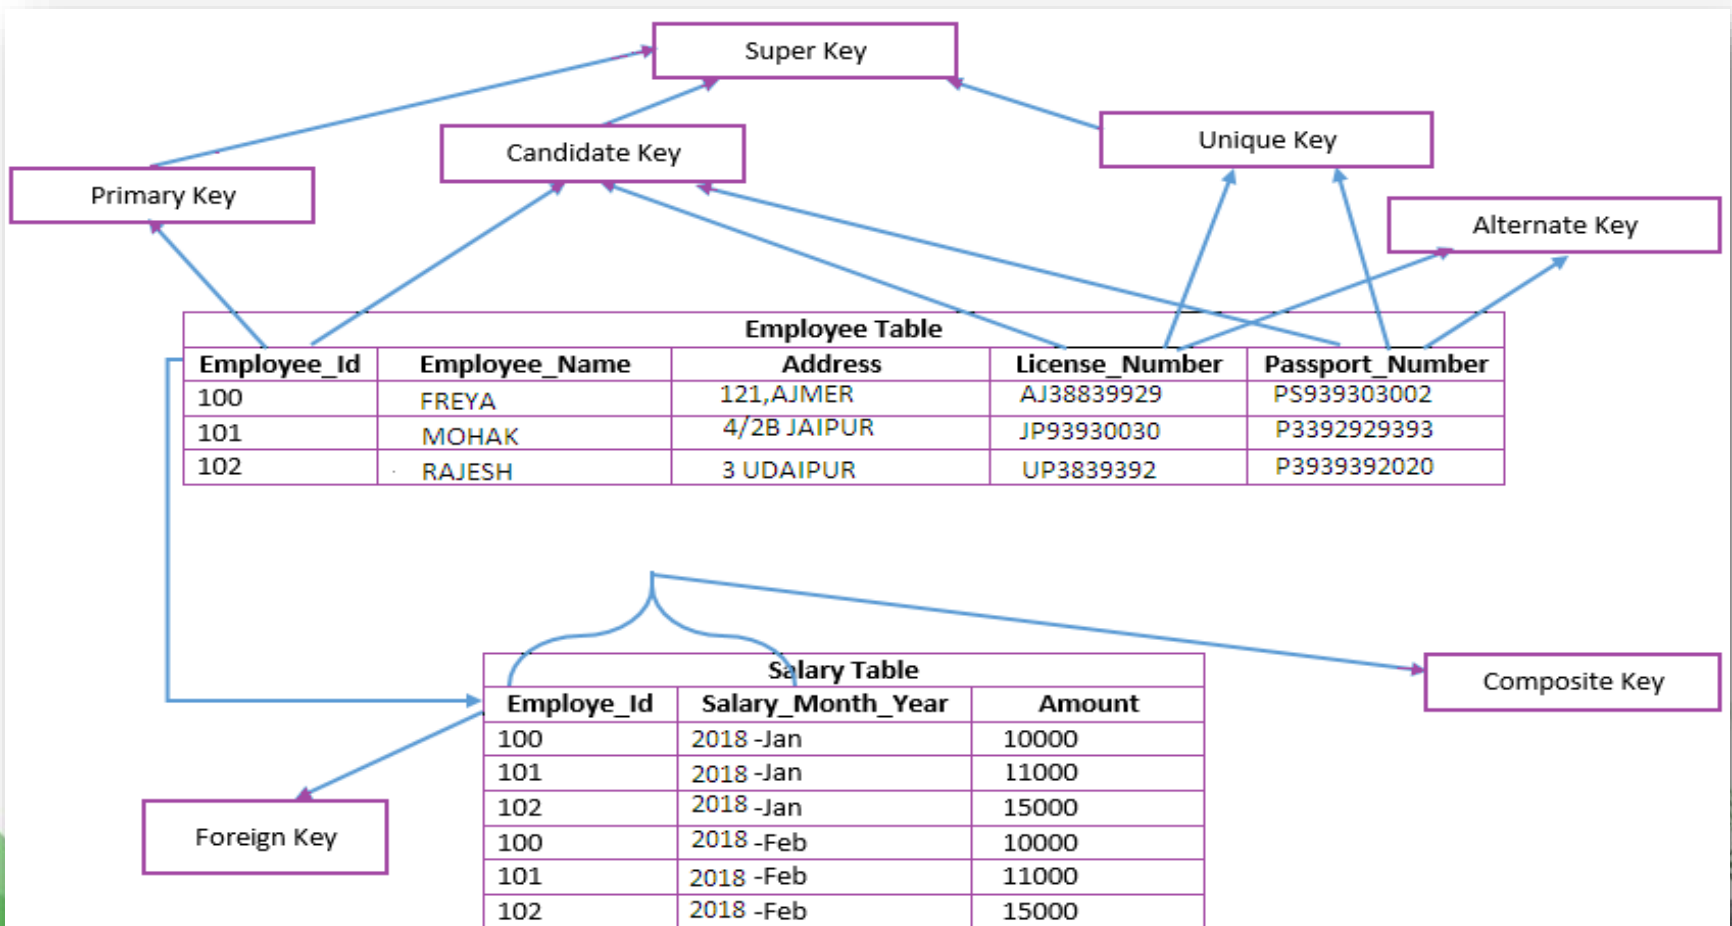 Super Key
Candidate Key
Unique Key
Primary Key
Alternate Key
Employee Table
Employee_Id Employee_Name Address License_Number Passport_Number
100 FREYA 121,AJMER AJ38839929 PS939303002
101 MOHAK 4/2B JAIPUR JP93930030 P3392929393
102 RAJESH 3 UDAIPUR UP3839392 P3939392020
Salary Table
Composite Key
Employe_Id Salary_Month_Year Amount
100 2018 -Jan 10000
101 2018 -Jan 11000
102 2018 -Jan 15000
Foreign Key
100 2018 -Feb 10000
101 2018 -Feb 11000
102 2018 -Feb 15000